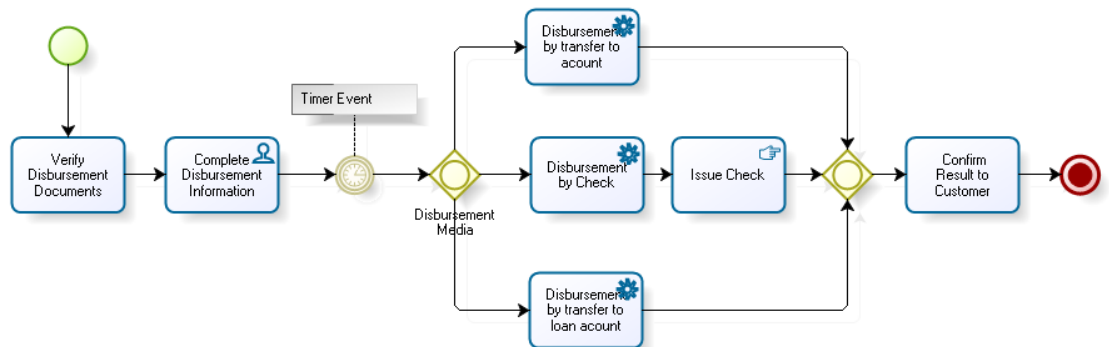 Disbursement
by transfer to
acount
Timer Event
Verify
Disbursement
Documents
Complete
Disbursement
Information
Disbursement
Media
Disbursement
by Check
Issue Check
Confirm
Result to
Customer
Disbursement
by transfer to
loan acount